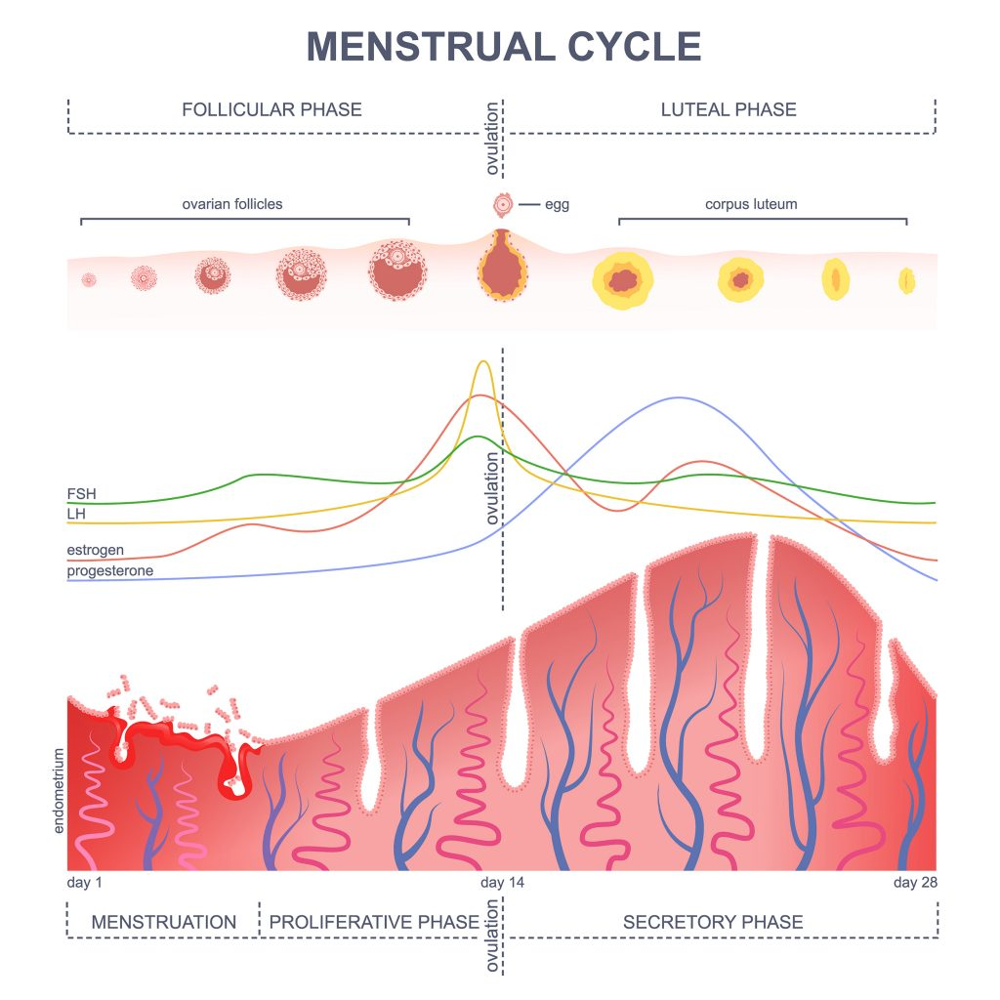 MENSTRUAL CYCLE
FOLLICULAR PHASE
ovulation
LUTEAL PHASE
ovarian follicles
egg
corpus luteum
FSH
LH
estrogen
progesterone
ovulation
endometrium
day 1
day 14
day 28
MENSTRUATION
PROLIFERATIVE PHASE
ovulation
SECRETORY PHASE